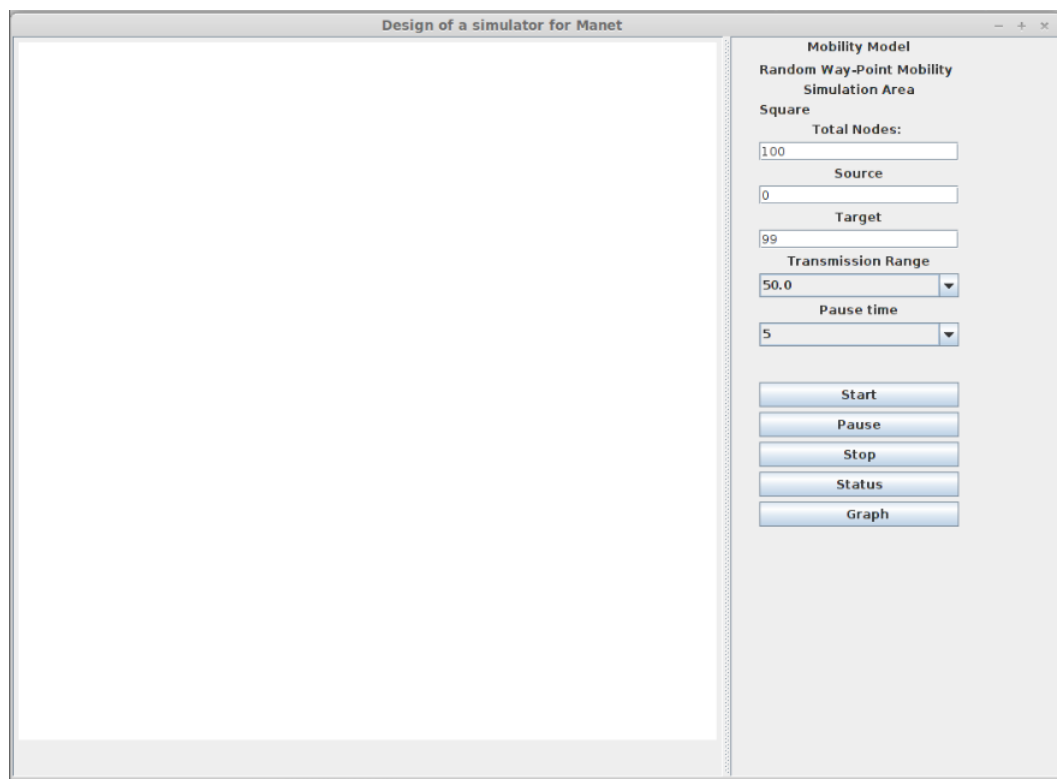 Design of a simulator for Manet
Mobility Model
Random Way-Point Mobility
Simulation Area
Square
Total Nodes:
100
Source
0
Target
99
Transmission Range
50.0
Pause time
5
Start
Pause
Stop
Status
Graph